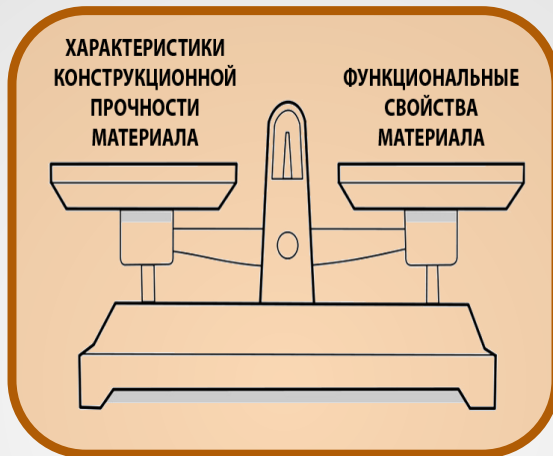 ХАРАКТЕРИСТИКИ
КОНСТРУКЦИОННОЙ
ПРОЧНОСТИ
МАТЕРИАЛА
ФУНКЦИОНАЛЬНЫЕ
СВОЙСТВА
МАТЕРИАЛА